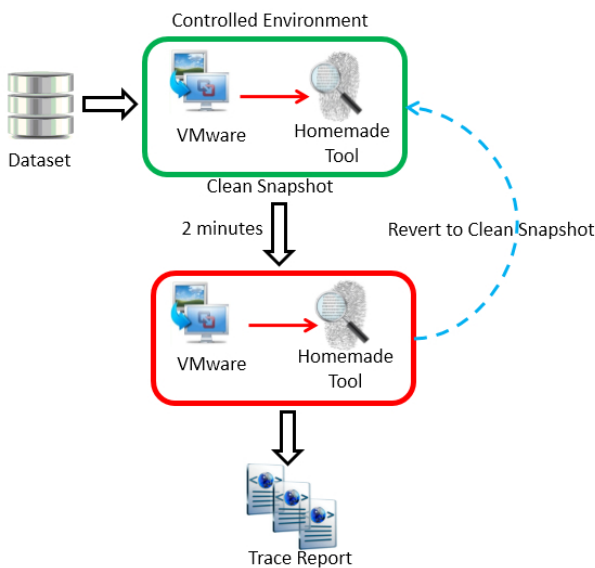 Controlled Environment
VMware
Homemade
Tool
Dataset
Clean Snapshot
2 minutes
Revert to Clean Snapshot
VMware
Homemade
Tool
Trace Report